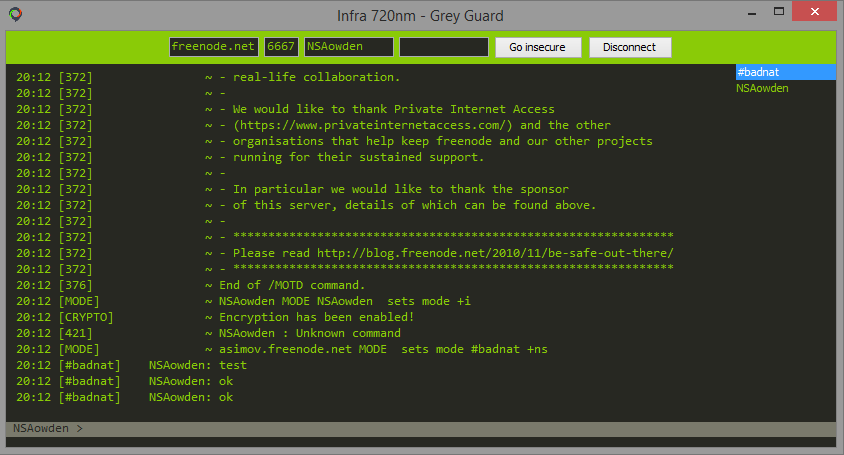 Infra 720nm - Grey Guard
freenode.net 6667 NSAowden Go insecure Disconnect
20:12 [372] ~ - real-life collaboration.
20:12 [372] ~ -
20:12 [372] ~ - We would like to thank Private Internet Access
20:12 [372] ~ - (https://www.privateinternetaccess.com/) and the other
20:12 [372] ~ - organisations that help keep freenode and our other projects
20:12 [372] ~ - running for their sustained support.
20:12 [372] ~ -
20:12 [372] ~ - In particular we would like to thank the sponsor
20:12 [372] ~ - of this server, details of which can be found above.
20:12 [372] ~ -
20:12 [372] ~ - ***************************************************************
20:12 [372] ~ - Please read http://blog.freenode.net/2010/11/be-safe-out-there/
20:12 [372] ~ - ***************************************************************
20:12 [376] ~ End of /MOTD command.
20:12 [MODE] ~ NSAowden MODE NSAowden sets mode +i
20:12 [CRYPTO] ~ Encryption has been enabled!
20:12 [421] ~ NSAowden : Unknown command
20:12 [MODE] ~ asimov.freenode.net MODE sets mode #badnat +ns
20:12 [#badnat] NSAowden: test
20:12 [#badnat] NSAowden: ok
20:12 [#badnat] NSAowden: ok
#badnat
NSAowden
NSAowden >